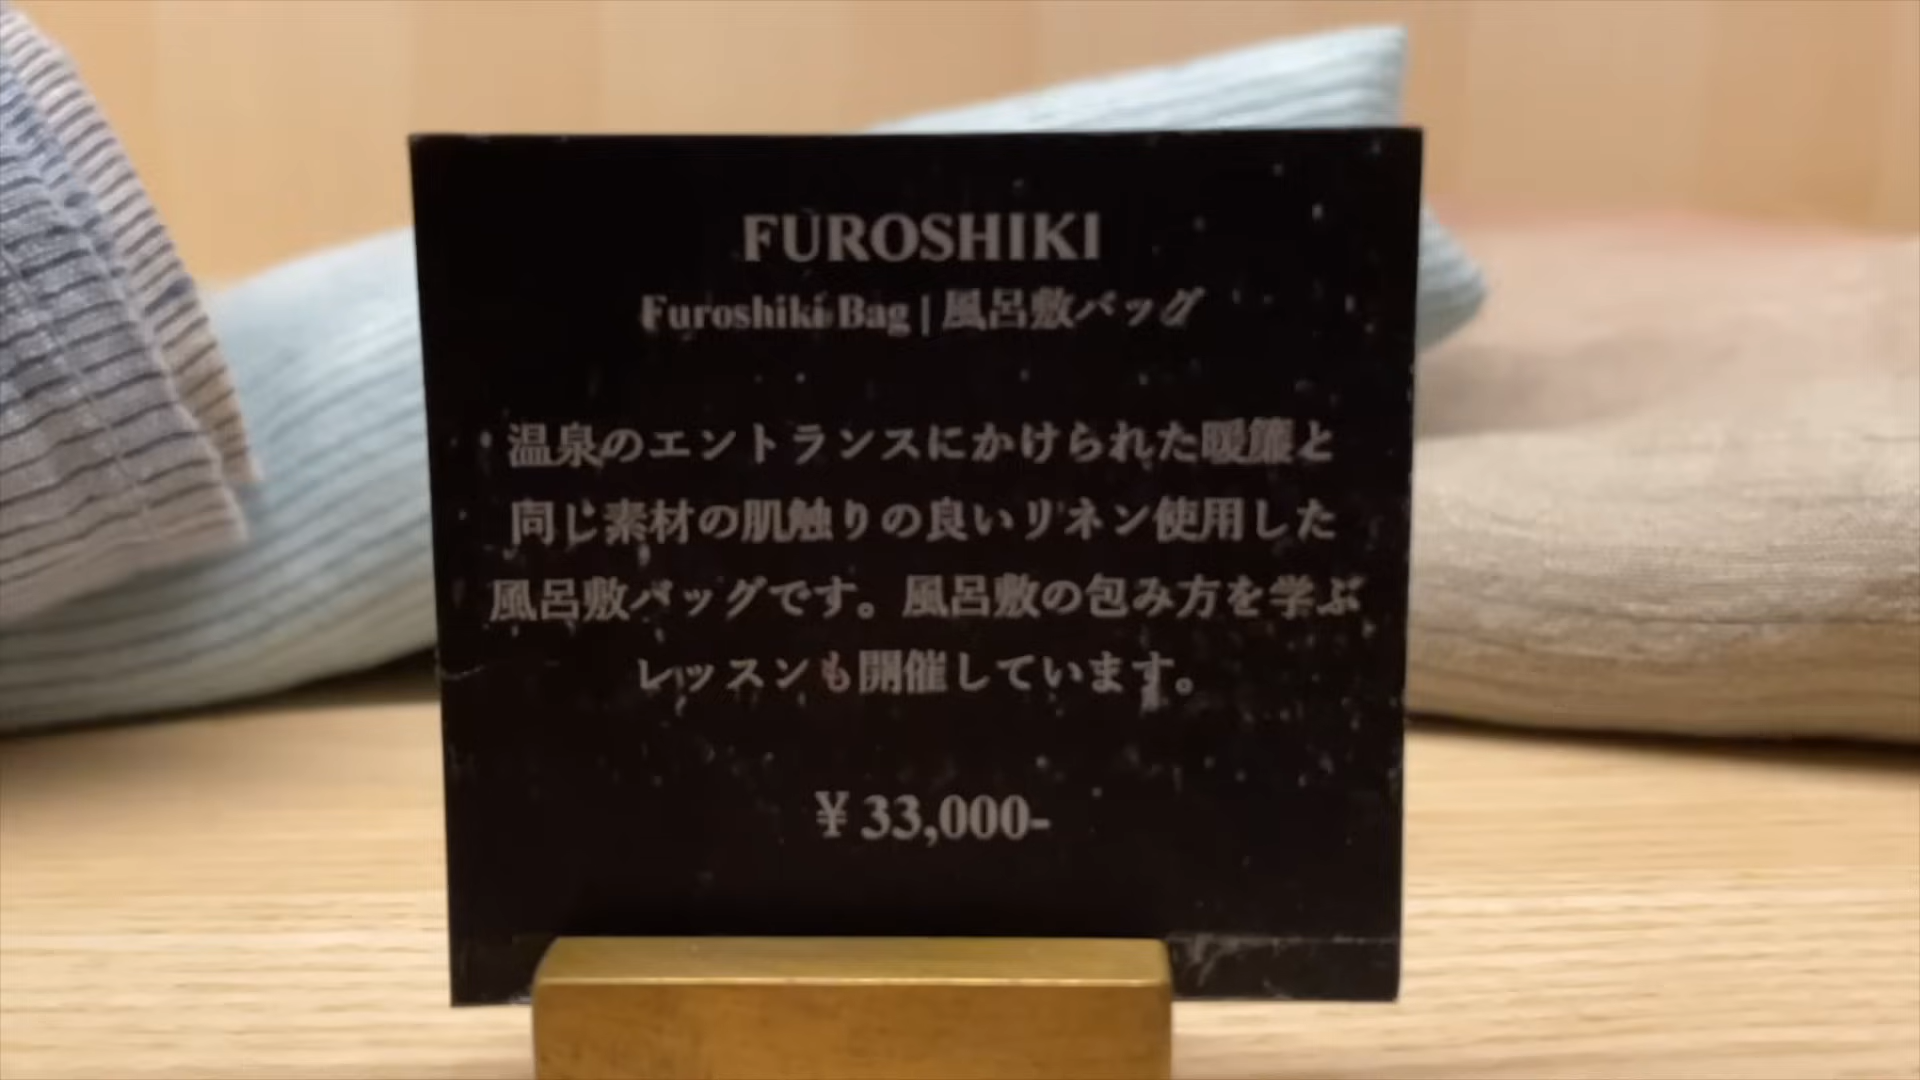 FUROSHIKI
Furoshiki Bag | 風呂敷バッグ
温泉のエントランスにかけられた暖簾と
同じ素材の肌触りの良いリネン使用した
風呂敷バッグです。風呂敷の包み方を学ぶ
レッスンも開催しています。
¥ 33,000-